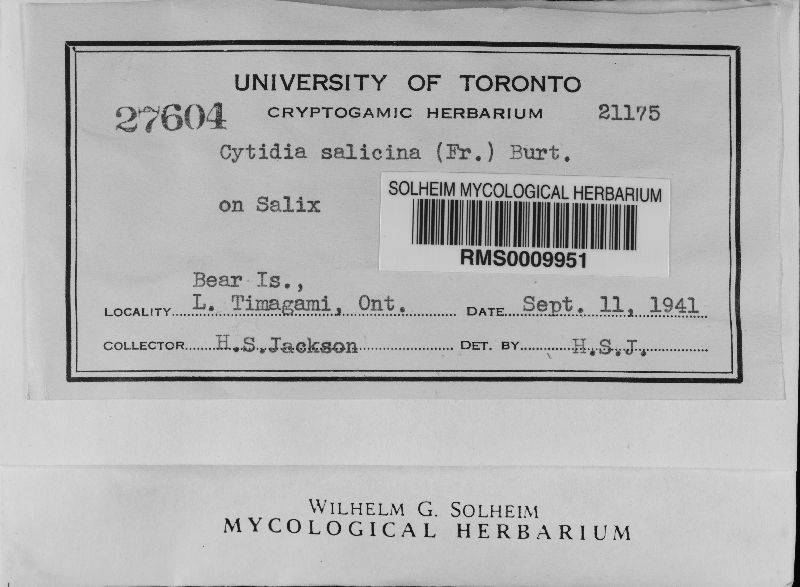 UNIVERSITY OF TORONTO
27604 CRYPTOGAMIC HERBARIUM 21175
Cytidia salicina (Fr.) Burt.
on Salix
SOLHEIM MYCOLOGICAL HERBARIUM
RMS0009951
Bear Is.,
LOCALITY L. Timagami, Ont. DATE Sept. 11, 1941
COLLECTOR H.S.Jackson DET. BY H.S.J.
WILHELM G. SOLHEIM
MYCOLOGICAL HERBARIUM